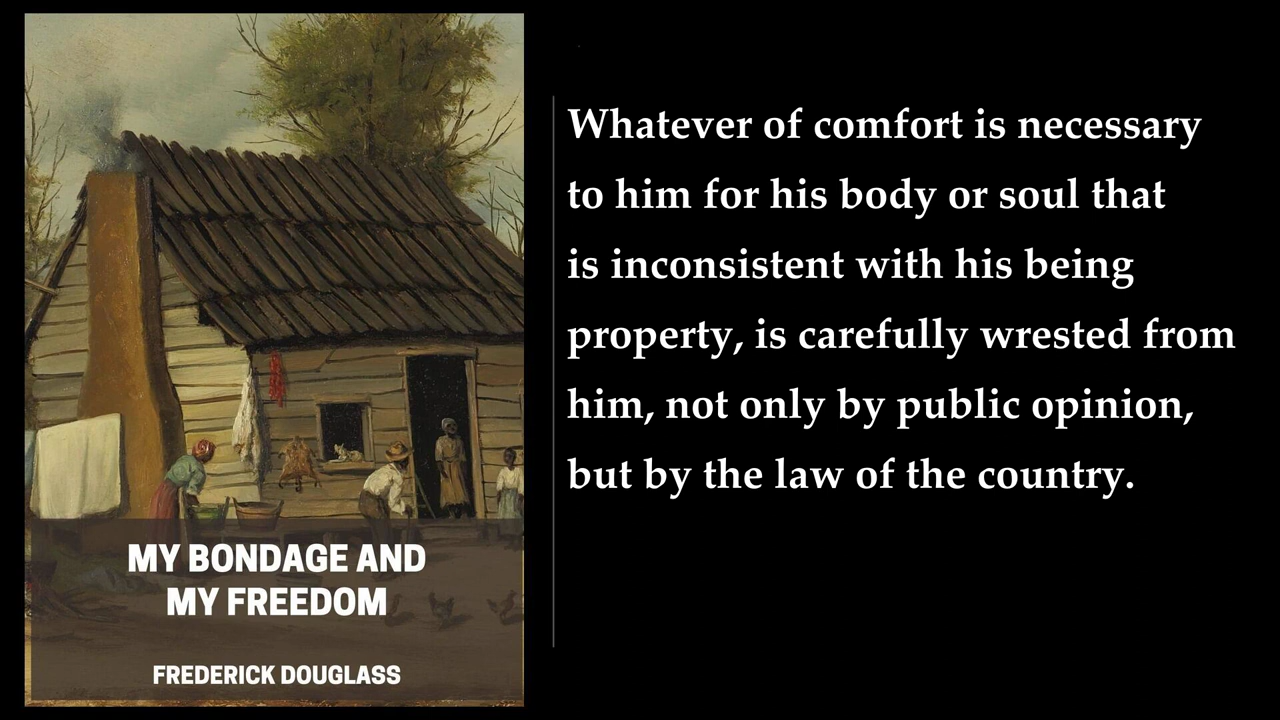 MY BONDAGE AND
MY FREEDOM
FREDERICK DOUGLASS
Whatever of comfort is necessary
to him for his body or soul that
is inconsistent with his being
property, is carefully wrested from
him, not only by public opinion,
but by the law of the country.